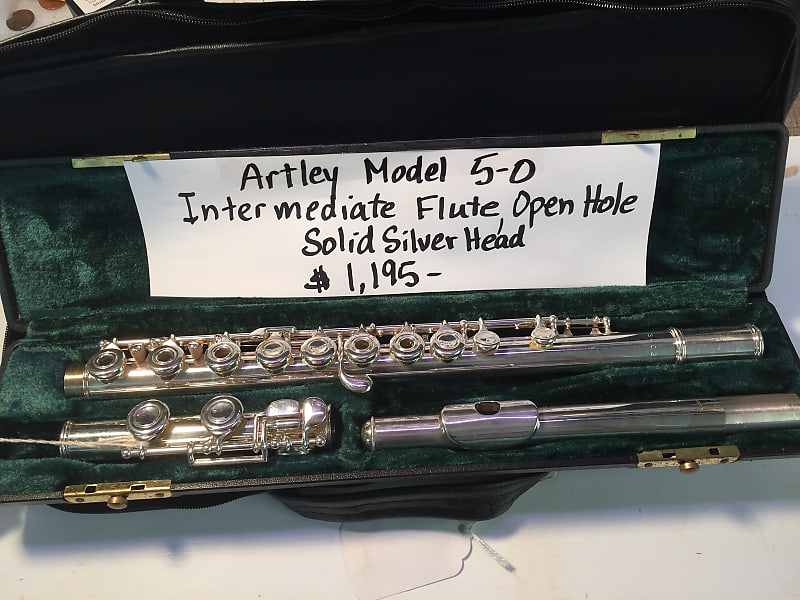 Artley Model 5-0
Intermediate Flute, Open Hole
Solid Silver Head
$ 1,195-